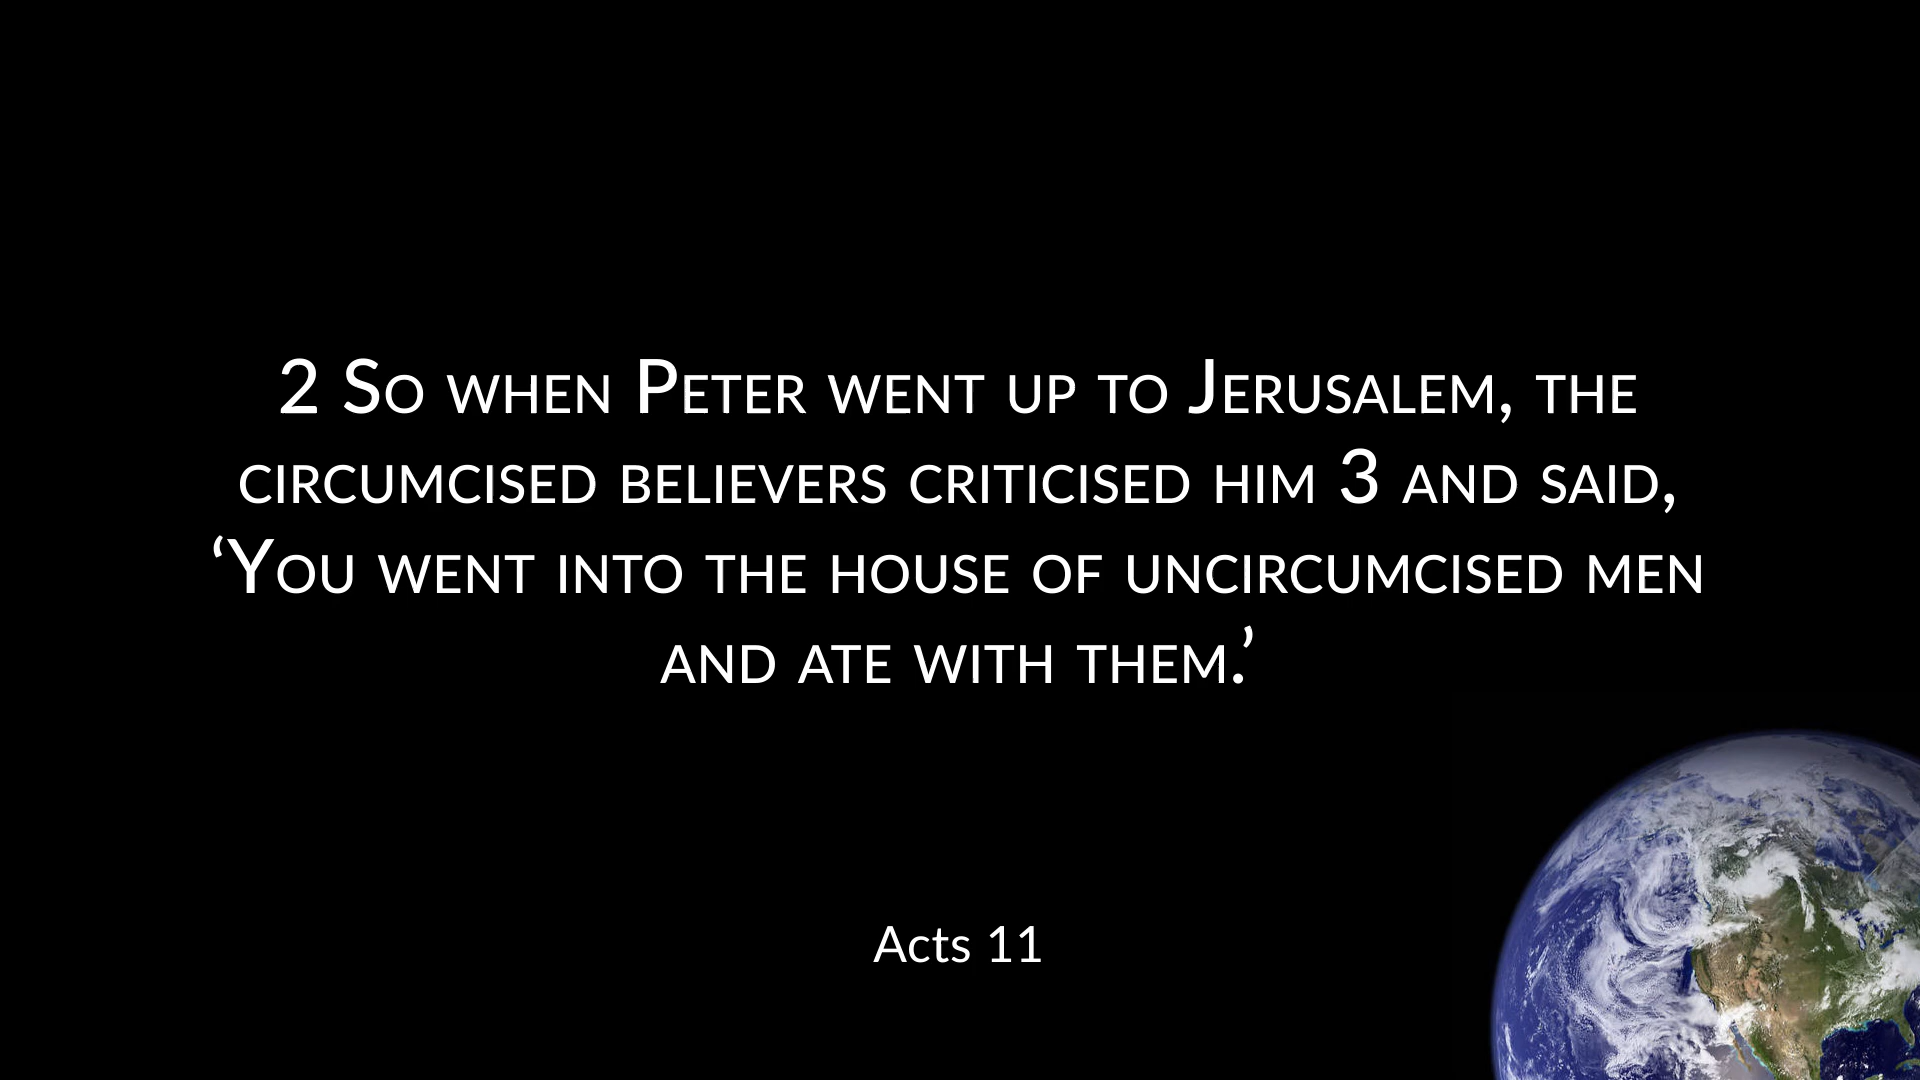 2 So when Peter went up to Jerusalem, the
circumcised believers criticised him 3 and said,
‘You went into the house of uncircumcised men
and ate with them.’
Acts 11